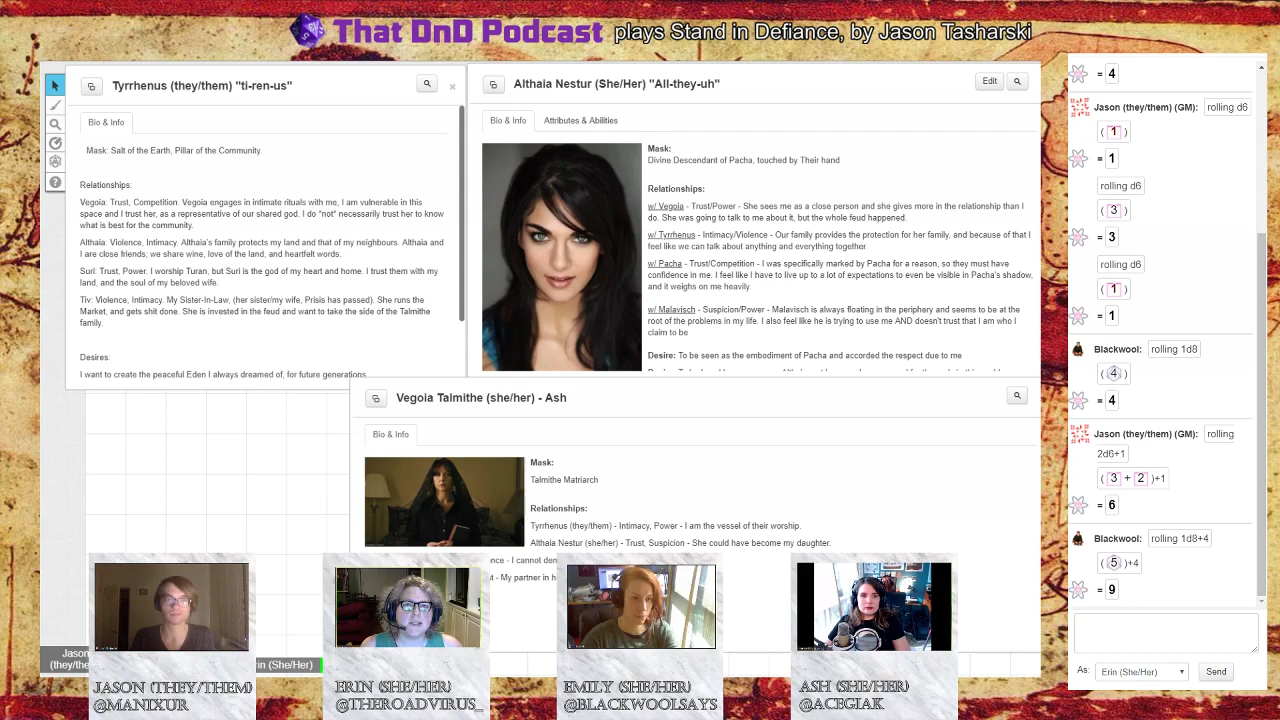 That DnD Podcast plays Stand in Defiance, by Jason Tasharski
Tyrrhenus (they/them) "ti-ren-us"
Bio & Info
Mask: Salt of the Earth, Pillar of the Community.
Relationships:
Vegoia: Trust, Competition. Vegoia engages in intimate rituals with me, I am vulnerable in this
space and I trust her, as a representative of our shared god. I do *not* necessarily trust her to know
what is best for the community.
Althaia: Violence, Intimacy. Althaia's family protects my land and that of my neighbours. Althaia and
I are close friends; we share wine, love of the land, and heartfelt words.
Suri: Trust, Power. I worship Turan, but Suri is the god of my heart and home. I trust them with my
land, and the soul of my beloved wife.
Tiv: Violence, Intimacy. My Sister-In-Law, (her sister/my wife, Prisis has passed). She runs the
Market, and gets shit done. She is invested in the feud and want to take the side of the Talmithe
family.
Desires:
I want to create the peaceful Eden I always dreamed of, for future generations
Althaia Nestur (She/Her) "All-they-uh"
Edit
Bio & Info
Attributes & Abilities
Mask:
Divine Descendant of Pacha, touched by Their hand
Relationships:
w/ Vegoia - Trust/Power - She sees me as a close person and she gives more in the relationship than I
do. She was going to talk to me about it, but the whole feud happened.
w/ Tyrrhenus - Intimacy/Violence - Our family provides the protection for her family, and because of that I
feel like we can talk about anything and everything together.
w/ Pacha - Trust/Competition - I was specifically marked by Pacha for a reason, so they must have
confidence in me. I feel like I have to live up to a lot of expectations to even be visible in Pacha's shadow,
and it weighs on me heavily.
w/ Malavisch - Suspicion/Power - Malavisch is always floating in the periphery and seems to be at the
root of the problems in my life. I also feel like he is trying to use me AND doesn't trust that I am who I
claim to be
Desire: To be seen as the embodiment of Pacha and accorded the respect due to me
Vegoia Talmithe (she/her) - Ash
Bio & Info
Mask:
Talmithe Matriarch
Relationships:
Tyrrhenus (they/them) - Intimacy, Power - I am the vessel of their worship.
Althaia Nestur (she/her) - Trust, Suspicion - She could have become my daughter.
- I cannot
- My partner in
= 4
Jason (they/them) (GM): rolling d6
( 1 )
= 1
rolling d6
( 3 )
= 3
rolling d6
( 1 )
= 1
Blackwool: rolling 1d8
( 4 )
= 4
Jason (they/them) (GM): rolling
2d6+1
( 3 + 2 )+1
= 6
Blackwool: rolling 1d8+4
( 5 )+4
= 9
As: Erin (She/Her) Send
Jason
(She/Her)
JASON (THEY/THEM)
@MANIXUR
ERIN (SHE/HER)
@THEROADVIRUS_
EMILY (SHE/HER)
@BLACKWOOLSAYS
ASH (SHE/HER)
@ACEGIAK